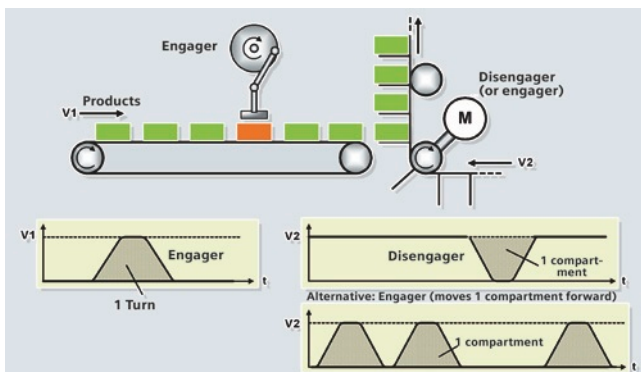 Engager
Products
V1
Disengager
(or engager)
M
V2
V1
Engager
1 Turn
t
V2
Disengager
1 compart-
ment
t
Alternative: Engager (moves 1 compartment forward)
V2
1 compartment
t